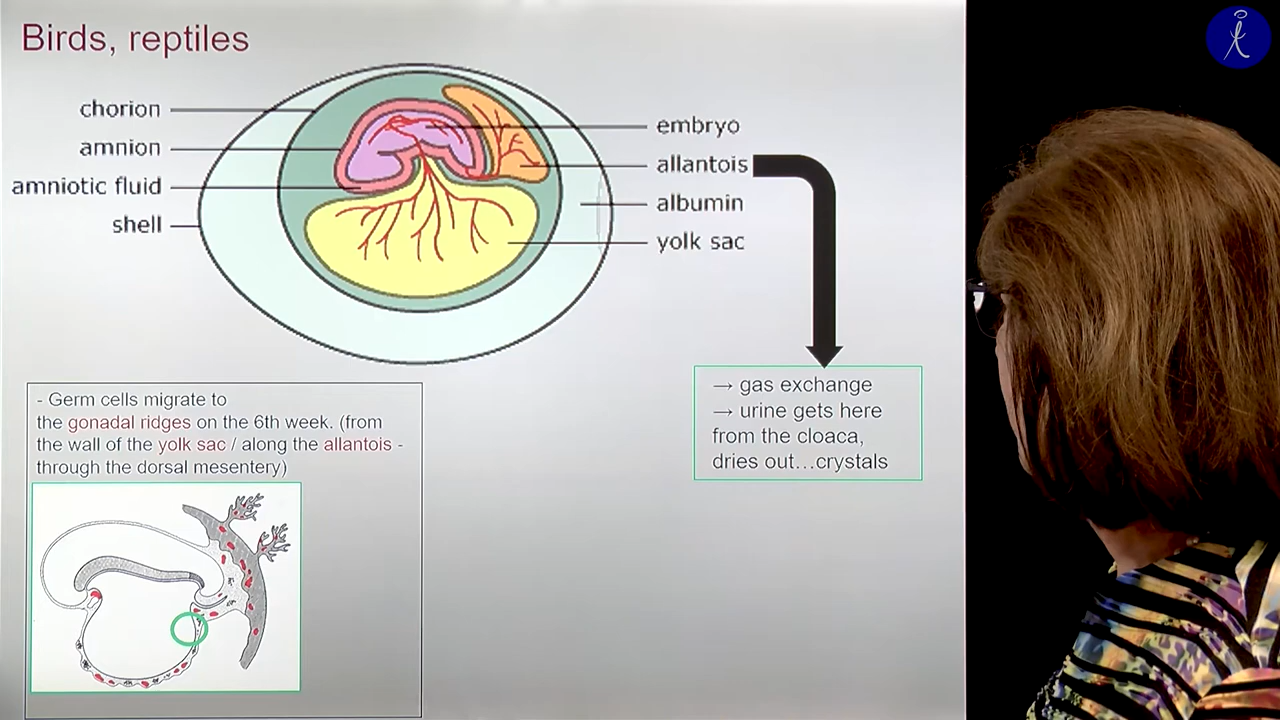 Birds, reptiles
chorion
amnion
amniotic fluid
shell
embryo
allantois
albumin
yolk sac
→ gas exchange
→ urine gets here
from the cloaca,
dries out...crystals
- Germ cells migrate to
the gonadal ridges on the 6th week. (from
the wall of the yolk sac / along the allantois -
through the dorsal mesentery)